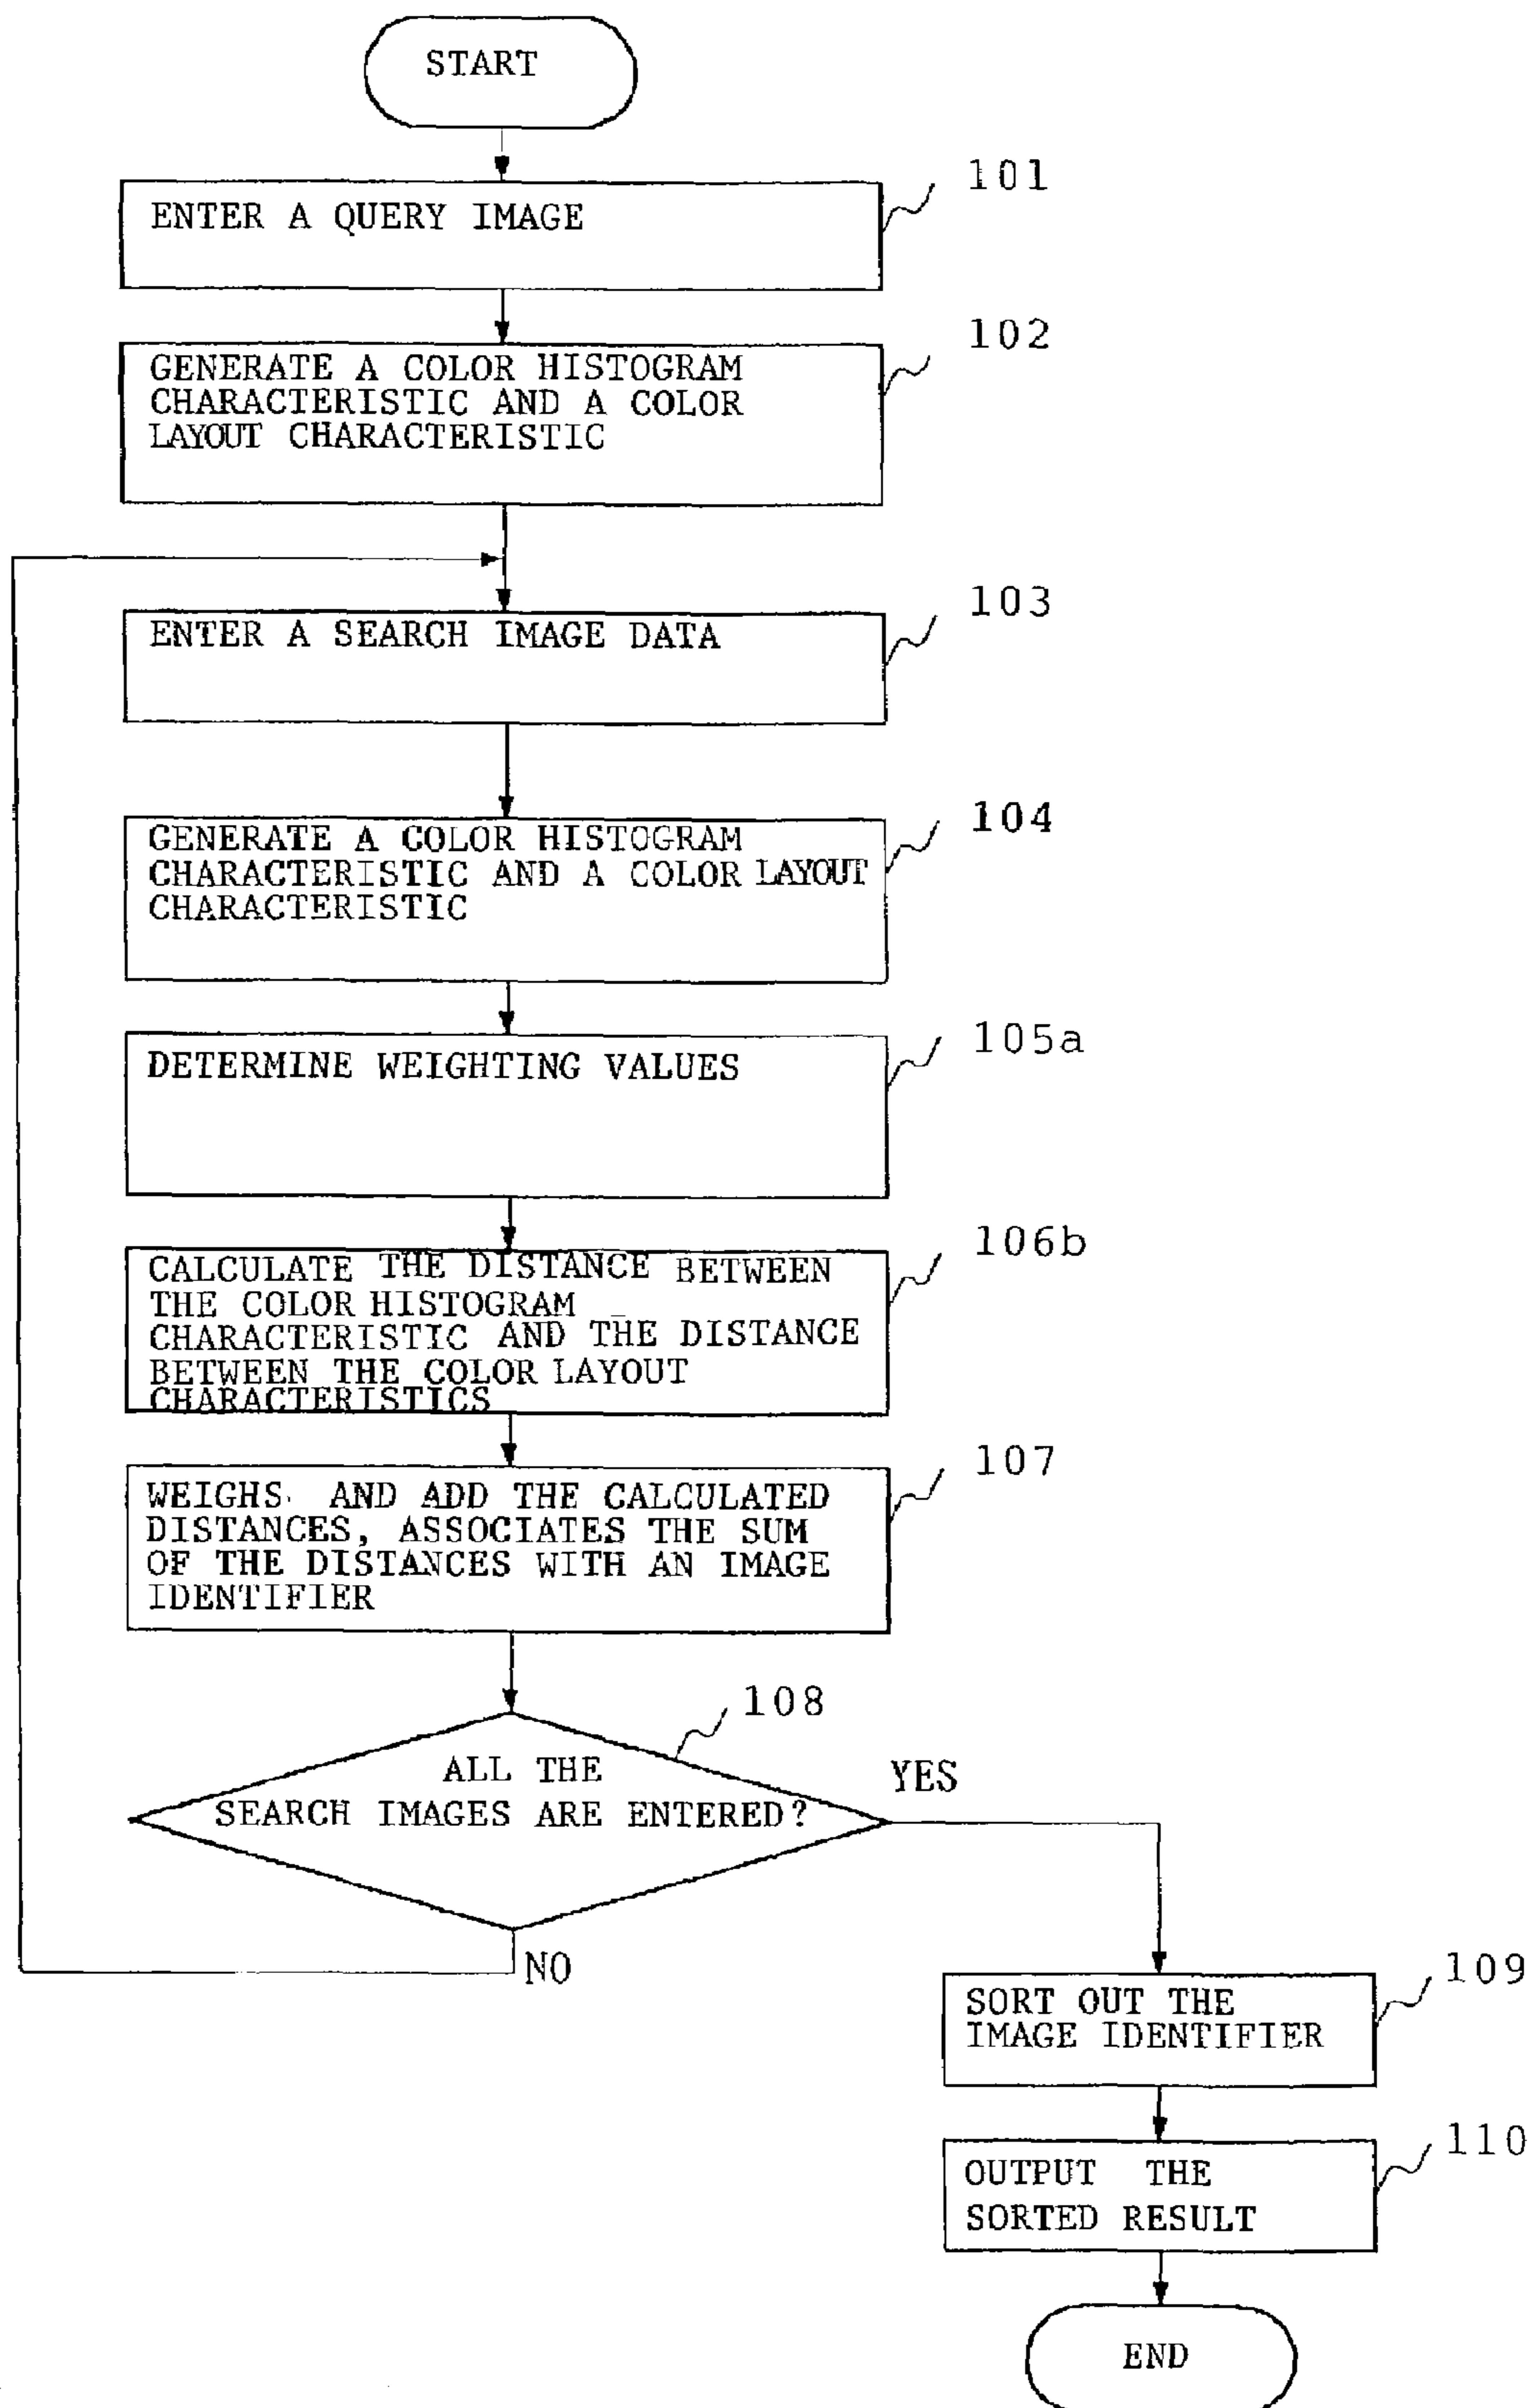 START
101
ENTER A QUERY IMAGE
102
GENERATE A COLOR HISTOGRAM
CHARACTERISTIC AND A COLOR
LAYOUT CHARACTERISTIC
103
ENTER A SEARCH IMAGE DATA
104
GENERATE A COLOR HISTOGRAM
CHARACTERISTIC AND A COLOR LAYOUT
CHARACTERISTIC
105a
DETERMINE WEIGHTING VALUES
106b
CALCULATE THE DISTANCE BETWEEN
THE COLOR HISTOGRAM
CHARACTERISTIC AND THE DISTANCE
BETWEEN THE COLOR LAYOUT
CHARACTERISTICS
107
WEIGHS AND ADD THE CALCULATED
DISTANCES, ASSOCIATES THE SUM
OF THE DISTANCES WITH AN IMAGE
IDENTIFIER
108
ALL THE
SEARCH IMAGES ARE ENTERED?
YES
NO
109
SORT OUT THE
IMAGE IDENTIFIER
110
OUTPUT THE
SORTED RESULT
END